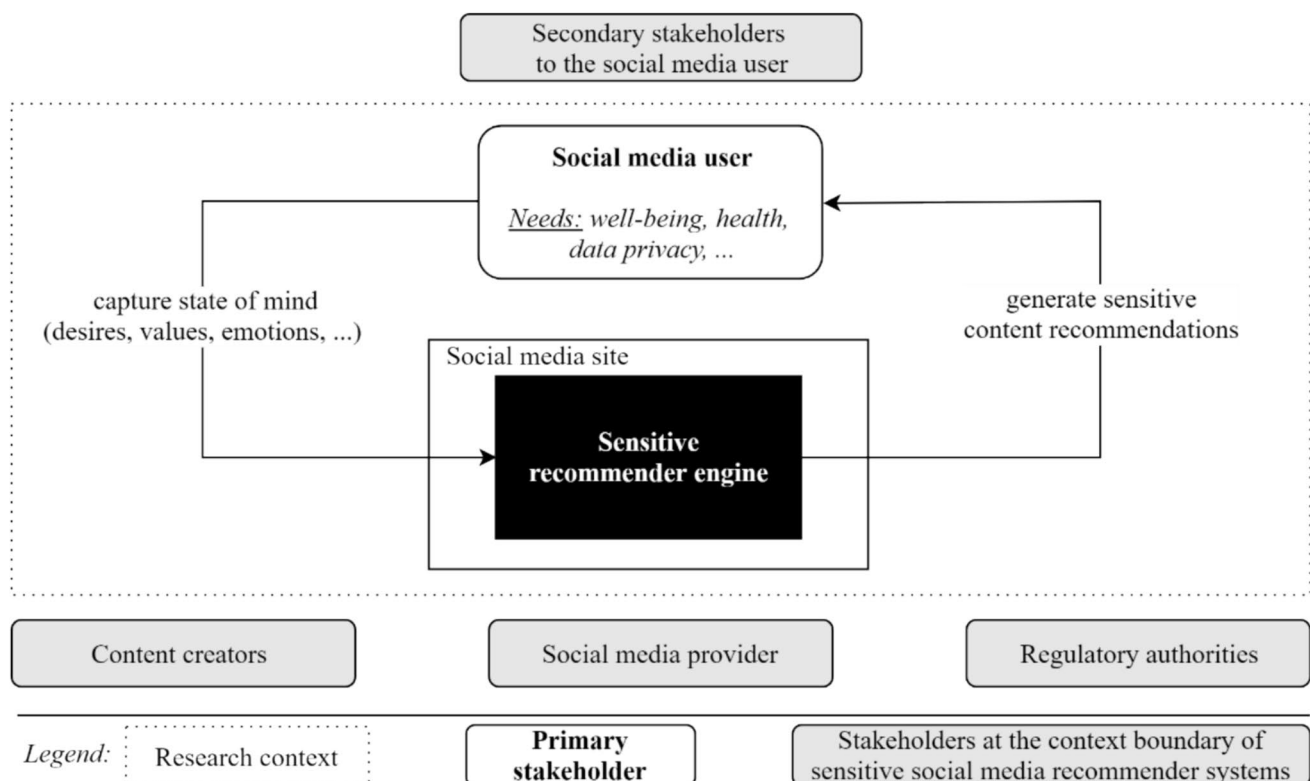 Secondary stakeholders
to the social media user
Social media user
Needs: well-being, health,
data privacy, ...
capture state of mind
(desires, values, emotions, ...)
generate sensitive
content recommendations
Social media site
Sensitive
recommender engine
Content creators
Social media provider
Regulatory authorities
Legend:
Research context
Primary
stakeholder
Stakeholders at the context boundary of
sensitive social media recommender systems